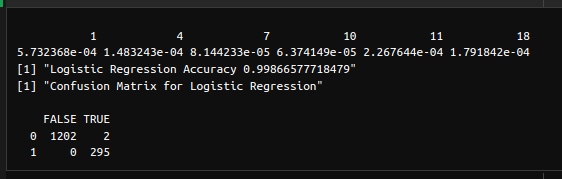 1 4 7 10 11 18
5.732368e-04 1.483243e-04 8.144233e-05 6.374149e-05 2.267644e-04 1.791842e-04
[1] "Logistic Regression Accuracy 0.99866577718479"
[1] "Confusion Matrix for Logistic Regression"
FALSE TRUE
0 1202 2
1 0 295